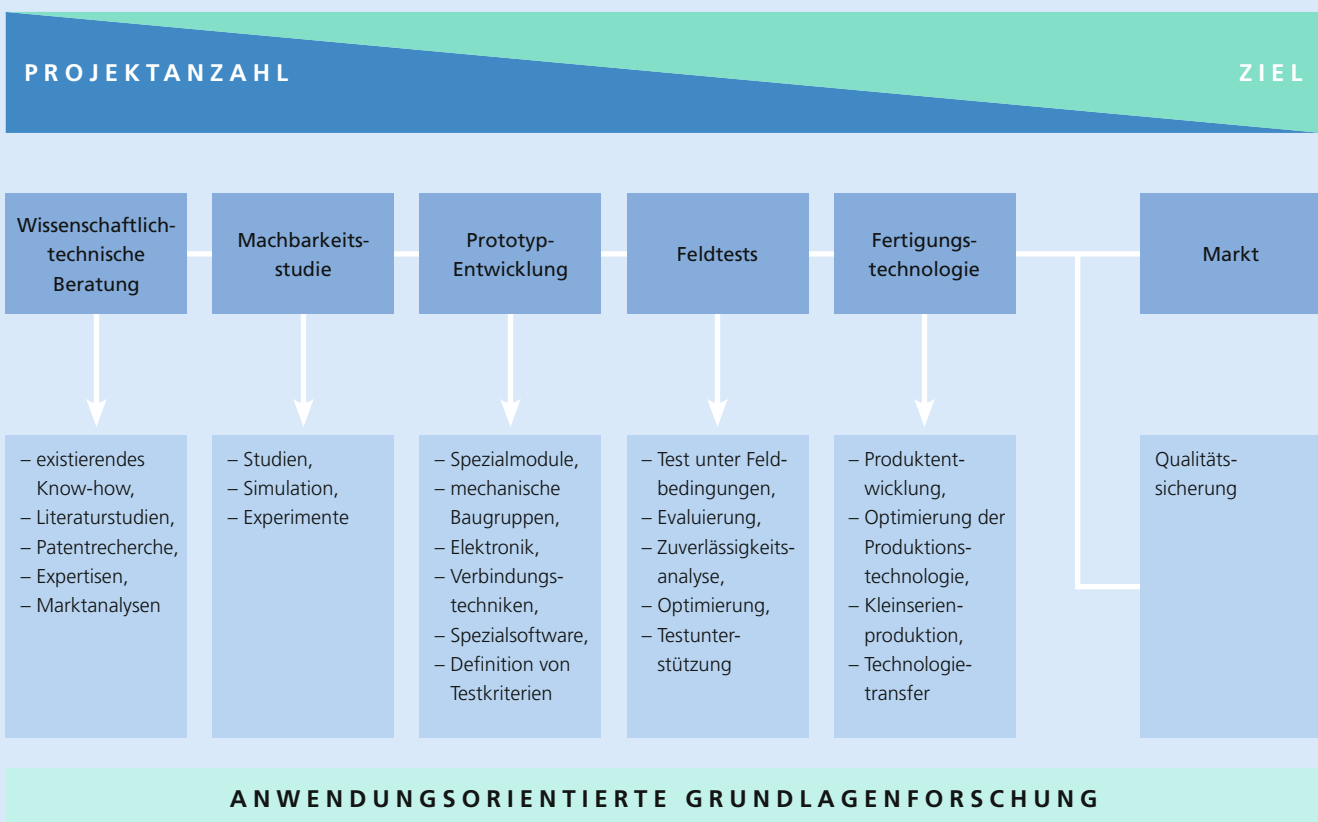 PROJEKTANZAHL
ZIEL
Wissenschaftlich-
technische
Beratung
Machbarkeits-
studie
Prototyp-
Entwicklung
Feldtests
Fertigungs-
technologie
Markt
– existierendes
Know-how,
– Literaturstudien,
– Patentrecherche,
– Expertisen,
– Marktanalysen
– Studien,
– Simulation,
– Experimente
– Spezialmodule,
– mechanische
Baugruppen,
– Elektronik,
– Verbindungs-
techniken,
– Spezialsoftware,
– Definition von
Testkriterien
– Test unter Feld-
bedingungen,
– Evaluierung,
– Zuverlässigkeits-
analyse,
– Optimierung,
– Testunter-
stützung
– Produktent-
wicklung,
– Optimierung der
Produktions-
technologie,
– Kleinserien-
produktion,
– Technologie-
transfer
Qualitäts-
sicherung
ANWENDUNGSORIENTIERTE GRUNDLAGENFORSCHUNG